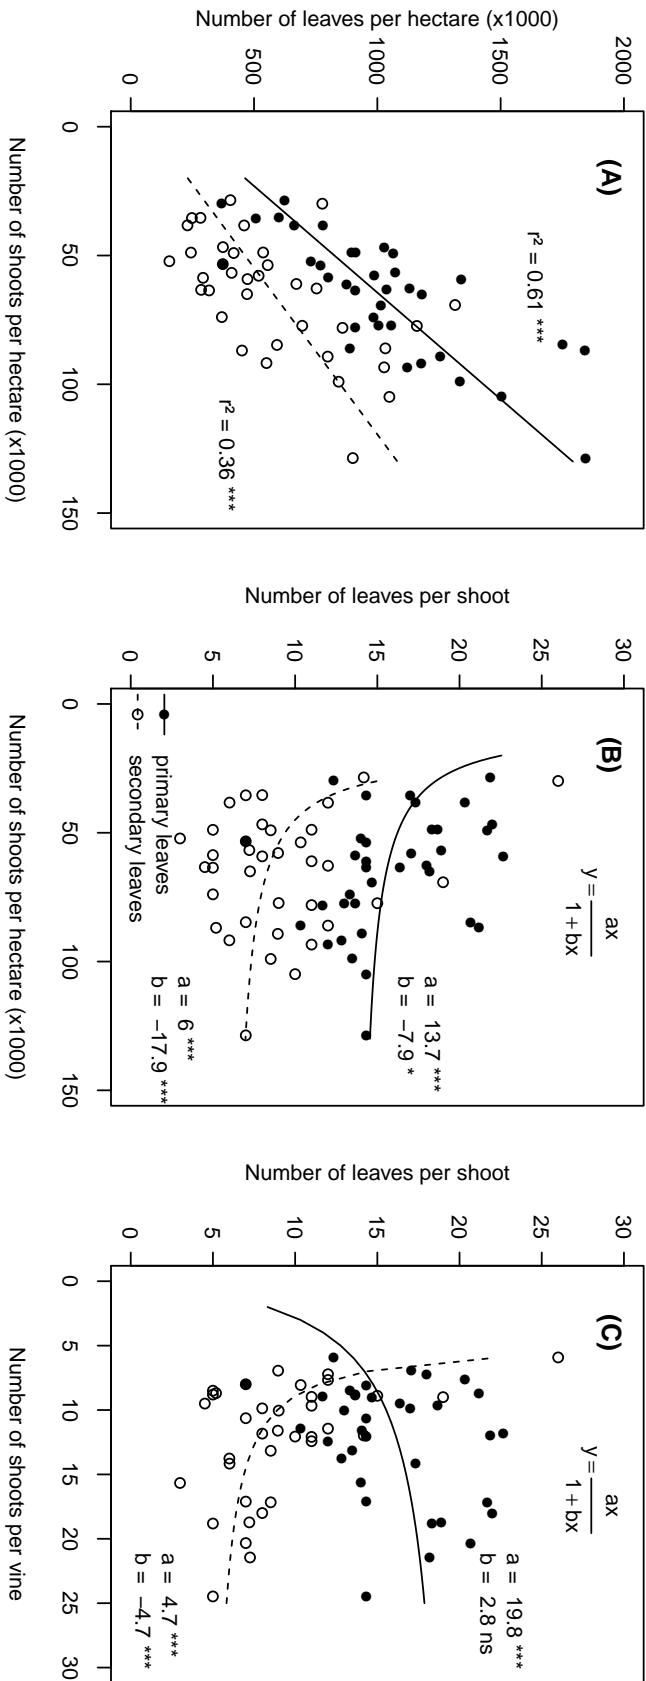 (A)
r² = 0.61 ***
r² = 0.36 ***
Number of leaves per hectare (x1000)
0
500
1000
1500
2000
0
50
100
150
Number of shoots per hectare (x1000)
(B)
y = ax
1 + bx
a = 13.7 ***
b = −7.9 *
a = 6 ***
b = −17.9 ***
primary leaves
secondary leaves
Number of leaves per shoot
0
5
10
15
20
25
30
0
50
100
150
Number of shoots per hectare (x1000)
(C)
y = ax
1 + bx
a = 19.8 ***
b = 2.8 ns
a = 4.7 ***
b = −4.7 ***
Number of leaves per shoot
0
5
10
15
20
25
30
0
5
10
15
20
25
30
Number of shoots per vine